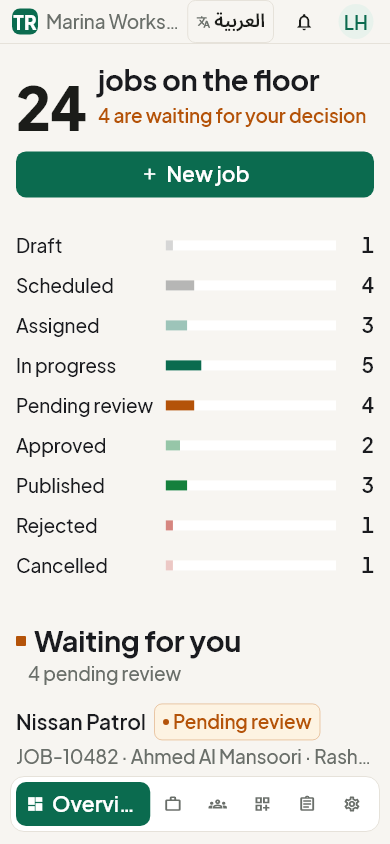 TR Marina Works... العربية LH
24 jobs on the floor
4 are waiting for your decision
+ New job
Draft 1
Scheduled 4
Assigned 3
In progress 5
Pending review 4
Approved 2
Published 3
Rejected 1
Cancelled 1
Waiting for you
4 pending review
Nissan Patrol • Pending review
JOB-10482 · Ahmed Al Mansoori · Rash...
Overvi...